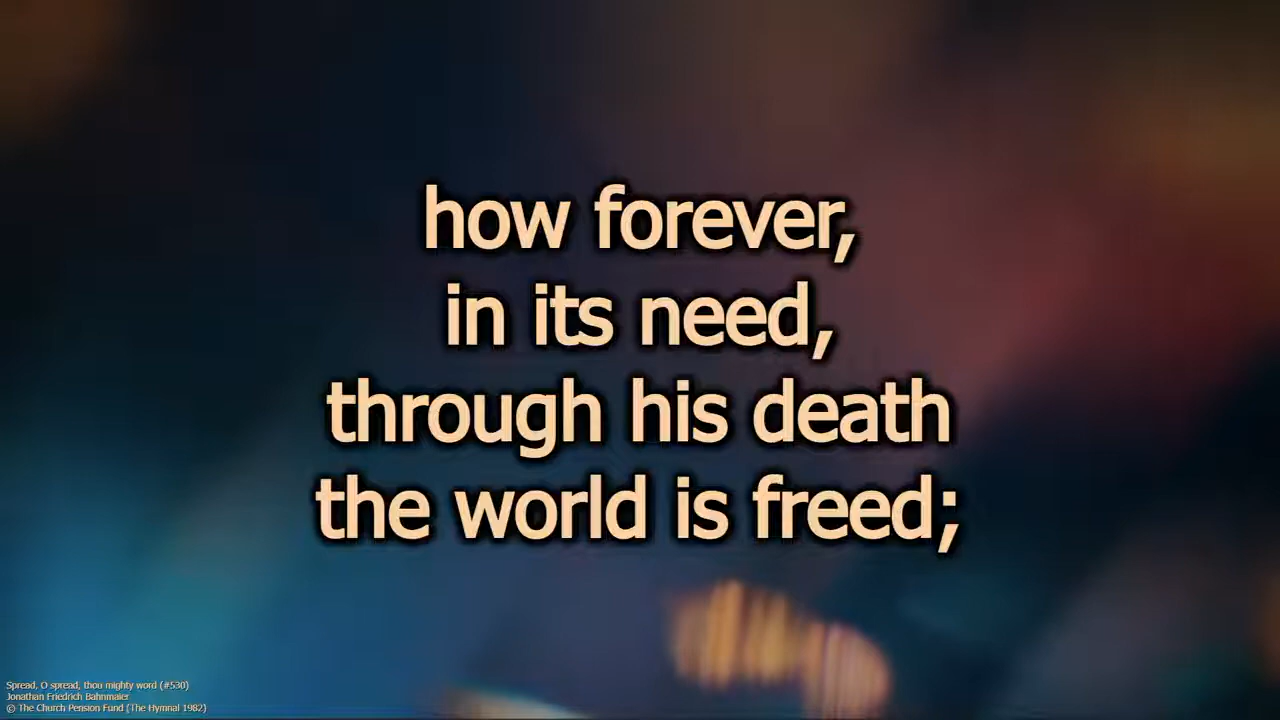 how forever,
in its need,
through his death
the world is freed;
Spread, O spread, thou mighty word (#530)
Jonathan Friedrich Bahnmaier
© The Church Pension Fund (The Hymnal 1982)